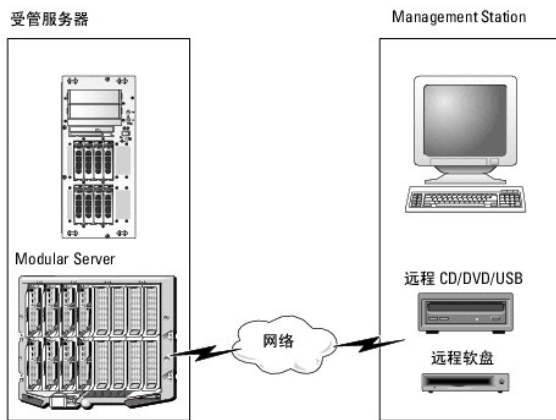 受管服务器
Management Station
Modular Server
网络
远程 CD/DVD/USB
远程软盘